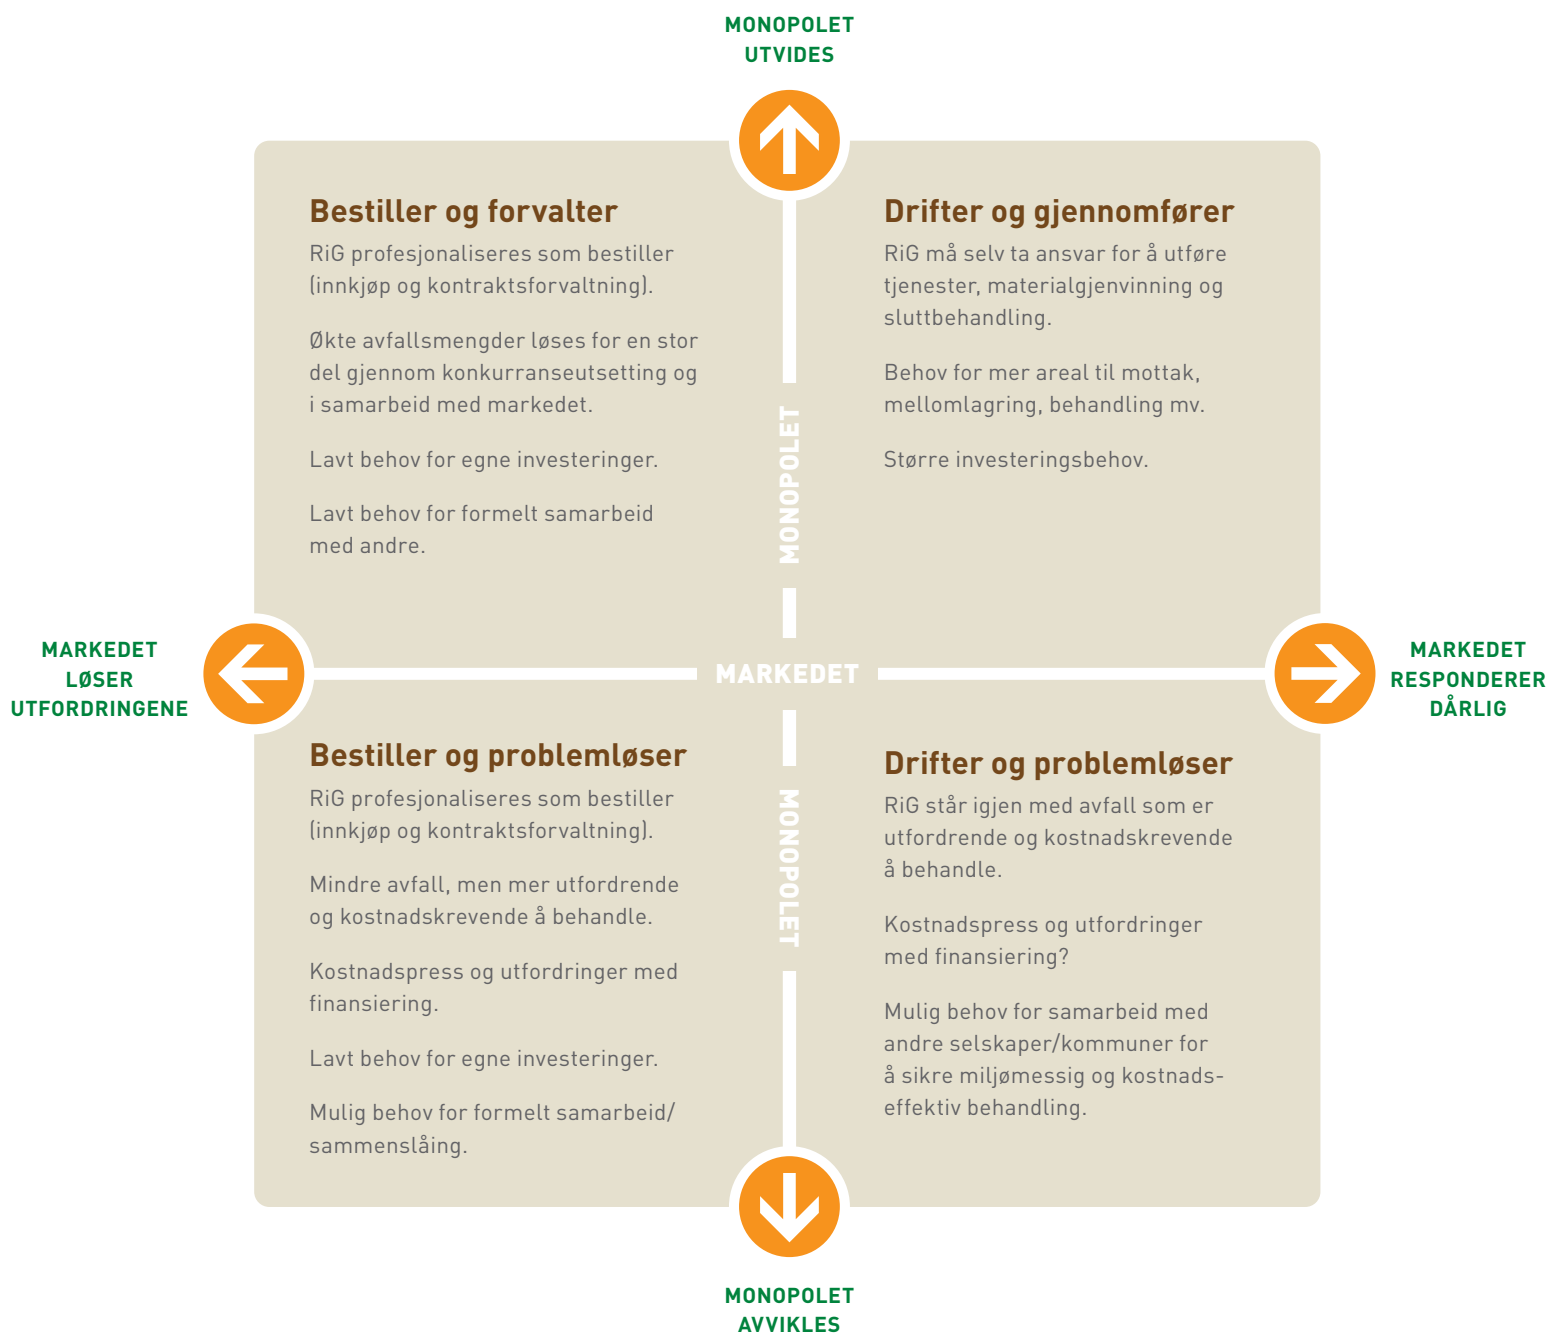 MONOPOLET
UTVIDES
Bestiller og forvalter
RiG profesjonaliseres som bestiller
(innkjøp og kontraktsforvaltning).
Økte avfallsmengder løses for en stor
del gjennom konkurranseutsetting og
i samarbeid med markedet.
Lavt behov for egne investeringer.
Lavt behov for formelt samarbeid
med andre.
Drifter og gjennomfører
RiG må selv ta ansvar for å utføre
tjenester, materialgjenvinning og
sluttbehandling.
Behov for mer areal til mottak,
mellomlagring, behandling mv.
Større investeringsbehov.
MONOPOLET
MARKEDET
LØSER
UTFORDRINGENE
MARKEDET
MARKEDET
RESPONDERER
DÅRLIG
MONOPOLET
Bestiller og problemløser
RiG profesjonaliseres som bestiller
(innkjøp og kontraktsforvaltning).
Mindre avfall, men mer utfordrende
og kostnadskrevende å behandle.
Kostnadspress og utfordringer med
finansiering.
Lavt behov for egne investeringer.
Mulig behov for formelt samarbeid/
sammenslåing.
Drifter og problemløser
RiG står igjen med avfall som er
utfordrende og kostnadskrevende
å behandle.
Kostnadspress og utfordringer
med finansiering?
Mulig behov for samarbeid med
andre selskaper/kommuner for
å sikre miljømessig og kostnads-
effektiv behandling.
MONOPOLET
AVVIKLES